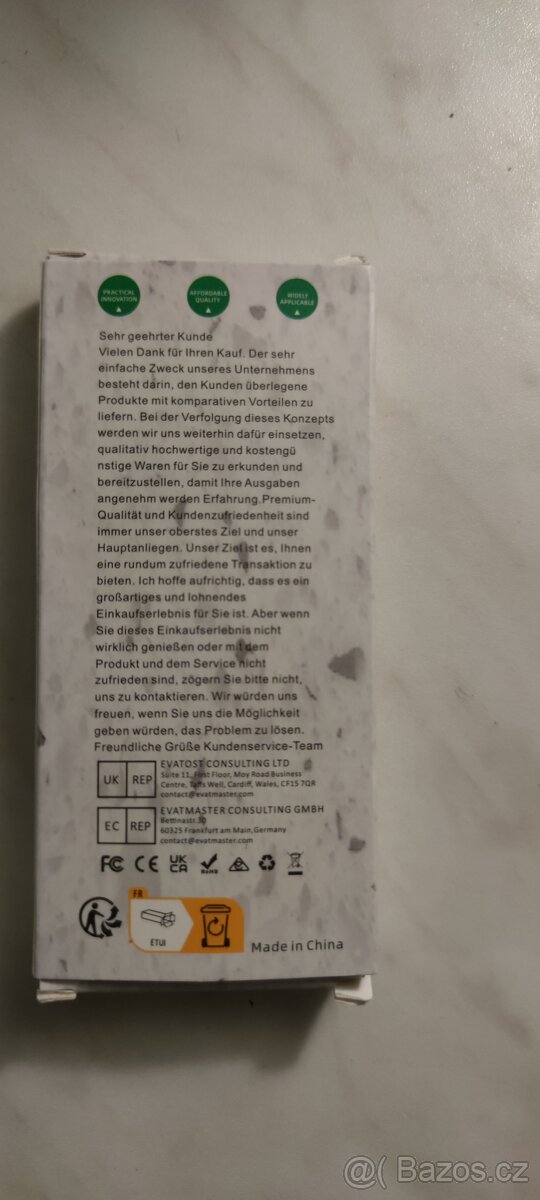 PRACTICAL
INNOVATION
AFFORDABLE
QUALITY
WIDELY
APPLICABLE
Sehr geehrter Kunde
Vielen Dank für Ihren Kauf. Der sehr
einfache Zweck unseres Unternehmens
besteht darin, den Kunden überlegene
Produkte mit komparativen Vorteilen zu
liefern. Bei der Verfolgung dieses Konzepts
werden wir uns weiterhin dafür einsetzen,
qualitativ hochwertige und kostengü
nstige Waren für Sie zu erkunden und
bereitzustellen, damit Ihre Ausgaben
angenehm werden Erfahrung.Premium-
Qualität und Kundenzufriedenheit sind
immer unser oberstes Ziel und unser
Hauptanliegen. Unser Ziel ist es, Ihnen
eine rundum zufriedene Transaktion zu
bieten. Ich hoffe aufrichtig, dass es ein
großartiges und lohnendes
Einkaufserlebnis für Sie ist. Aber wenn
Sie dieses Einkaufserlebnis nicht
wirklich genießen oder mit dem
Produkt und dem Service nicht
zufrieden sind, zögern Sie bitte nicht,
uns zu kontaktieren. Wir würden uns
freuen, wenn Sie uns die Möglichkeit
geben würden, das Problem zu lösen.
Freundliche Grüße Kundenservice-Team
UK REP
EVATOST CONSULTING LTD
Suite 11, First Floor, Moy Road Business
Centre, Taffs Well, Cardiff, Wales, CF15 7QR
contact@evatmaster.com
EC REP
EVATMASTER CONSULTING GMBH
Bettinastr.30
60325 Frankfurt am Main,Germany
contact@evatmaster.com
FC CE UK CA RoHS
FR
ETUI
Made in China
@( Bazos.cz